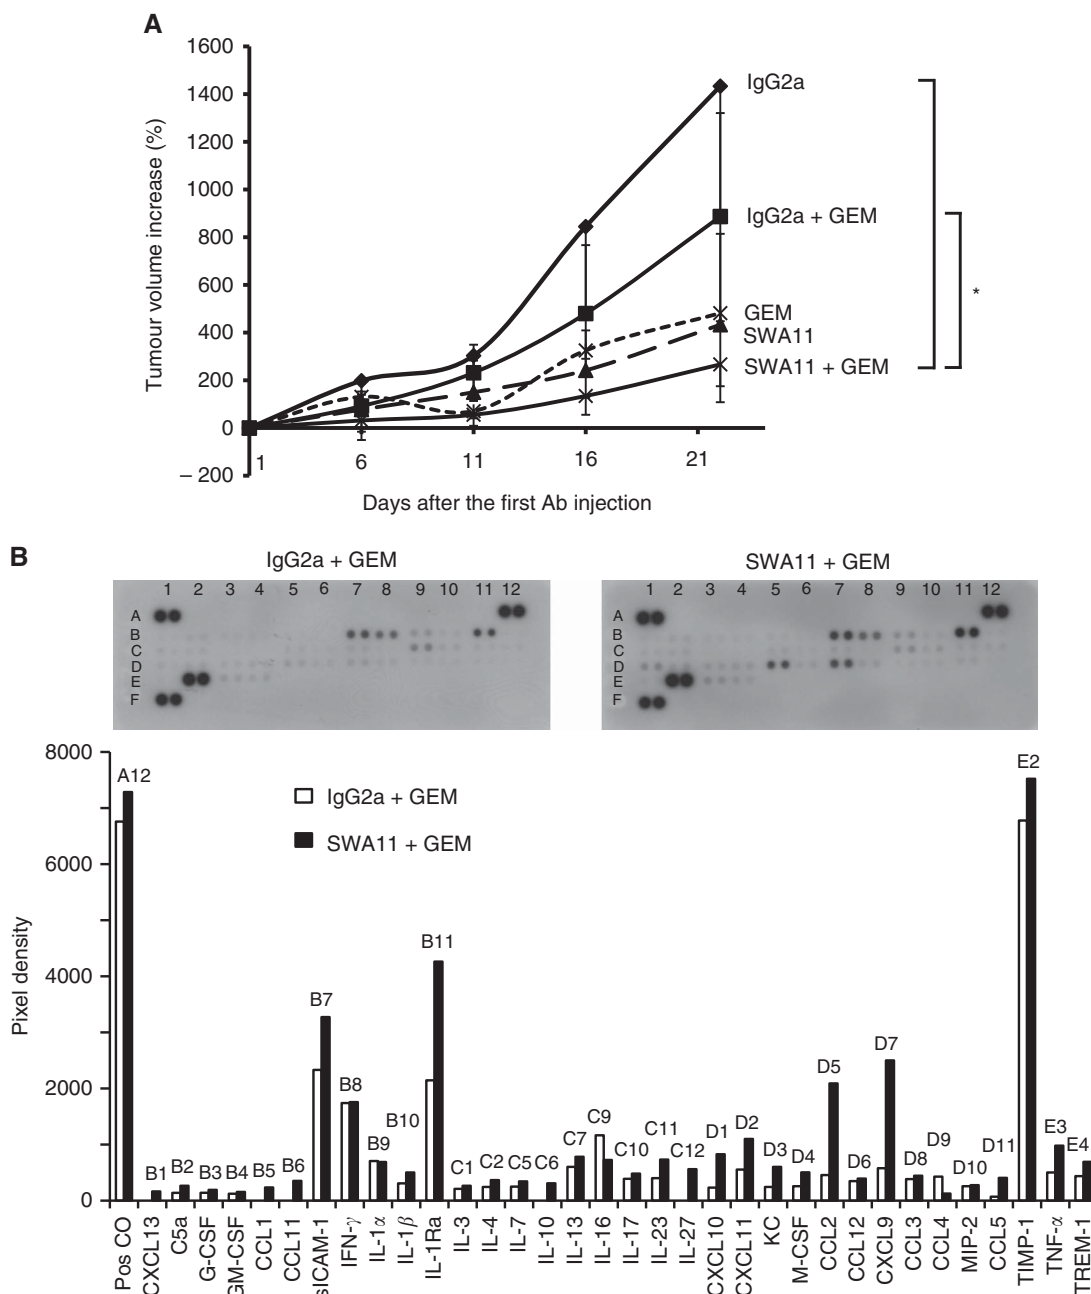 A
1600
1400
1200
1000
800
600
400
200
0
– 200
Tumour volume increase (%)
IgG2a
IgG2a + GEM
*
GEM
SWA11
SWA11 + GEM
1 6 11 16 21
Days after the first Ab injection
B
IgG2a + GEM
1 2 3 4 5 6 7 8 9 10 11 12
A
B
C
D
E
F
SWA11 + GEM
1 2 3 4 5 6 7 8 9 10 11 12
A
B
C
D
E
F
8000
6000
4000
2000
0
Pixel density
IgG2a + GEM
SWA11 + GEM
A12 B1 B2 B3 B4 B5 B6 B7 B8 B9 B10 B11 C1 C2 C5 C6 C7 C9 C10 C11 C12 D1 D2 D3 D4 D5 D6 D7 D8 D9 D10 D11 E2 E3 E4
Pos CO
CXCL13
C5a
G-CSF
GM-CSF
CCL1
CCL11
sICAM-1
IFN-γ
IL-1α
IL-1β
IL-1Ra
IL-3
IL-4
IL-7
IL-10
IL-13
IL-16
IL-17
IL-23
IL-27
CXCL10
CXCL11
KC
M-CSF
CCL2
CCL12
CXCL9
CCL3
CCL4
MIP-2
CCL5
TIMP-1
TNF-α
TREM-1